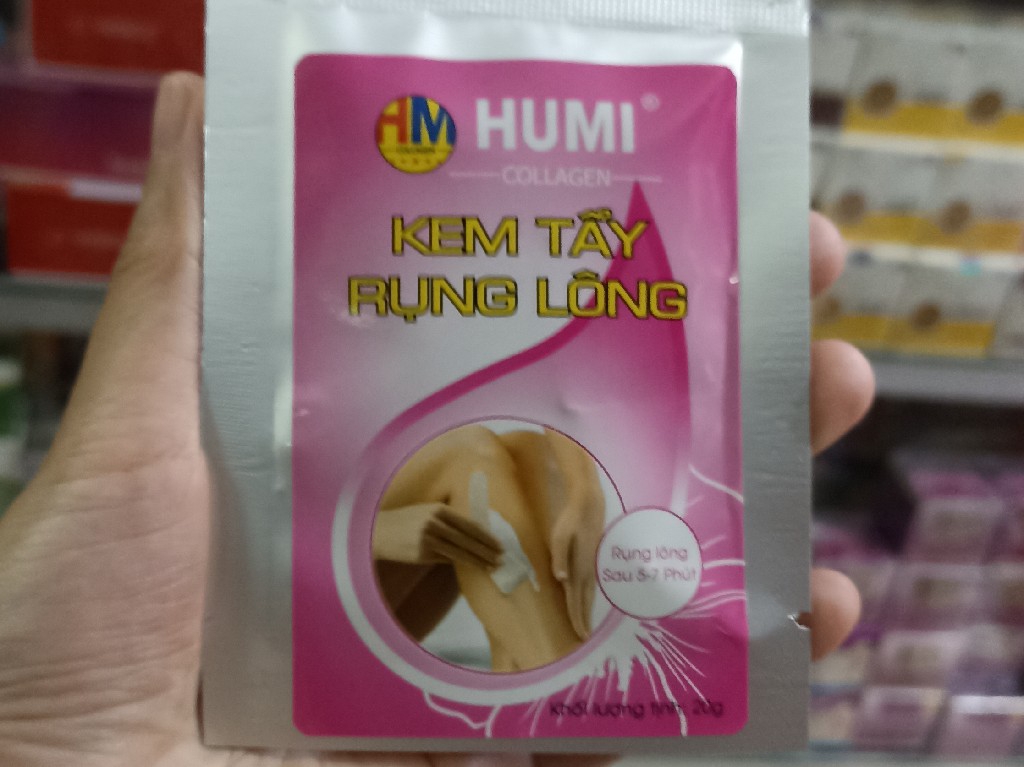 HM
HUMI®
COLLAGEN
KEM TẨY
RỤNG LÔNG
Rụng lông
Sau 5-7 Phút
Khối lượng tịnh: 20g